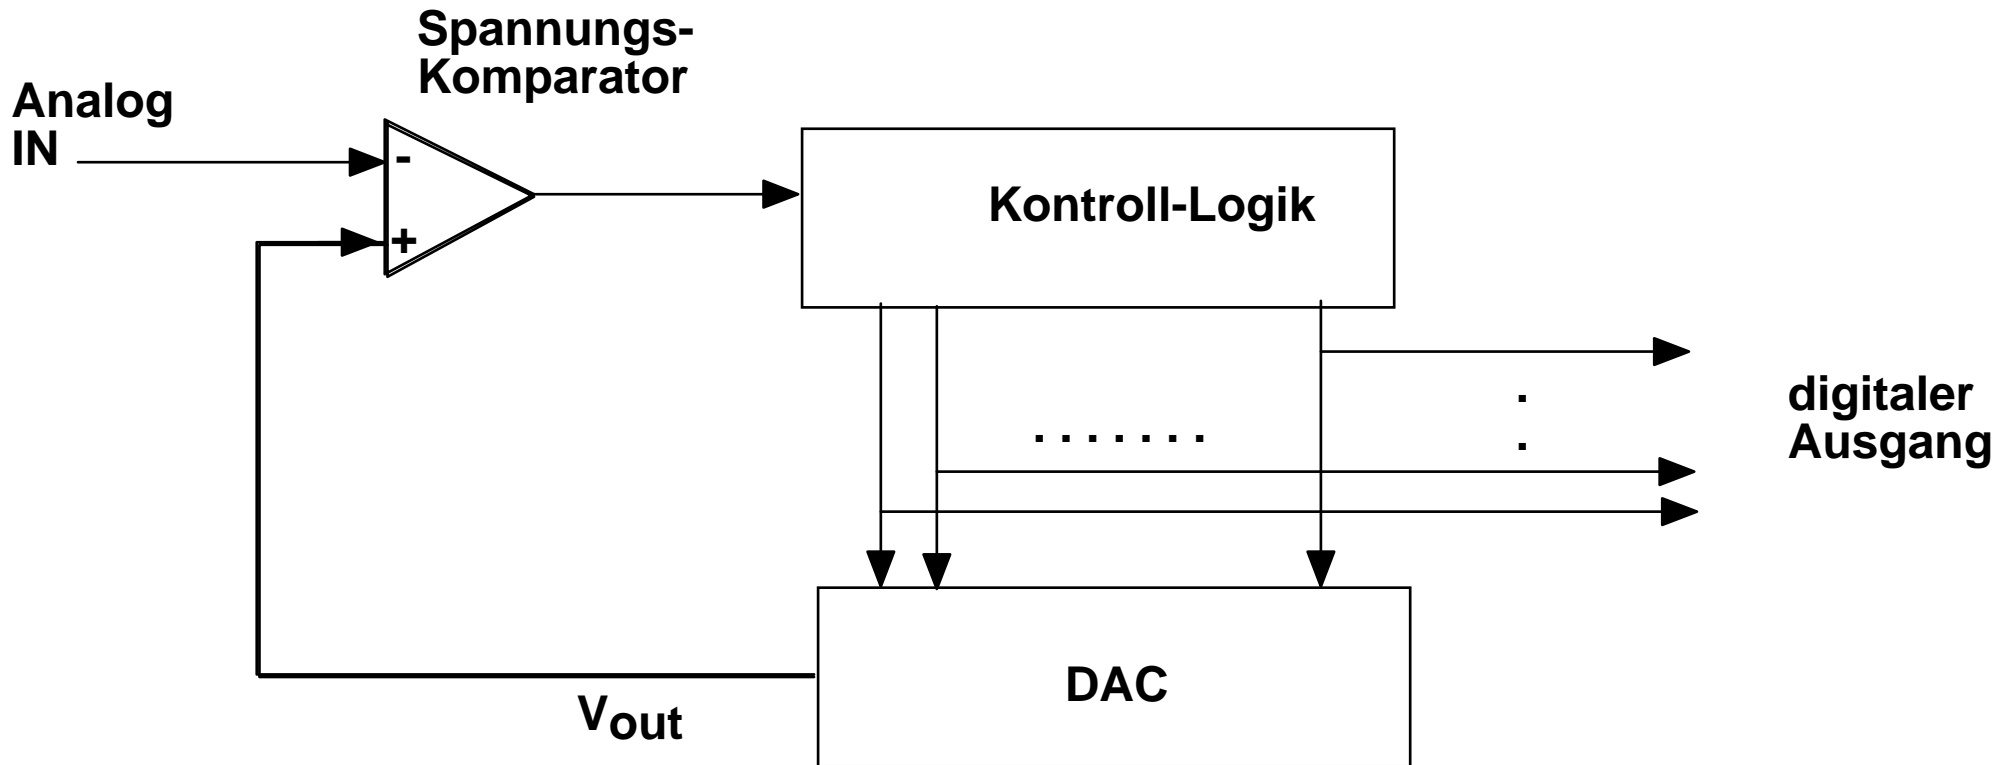 Spannungs-
Komparator
Analog
IN
-
+
Kontroll-Logik
. . . . . . .
.
.
digitaler
Ausgang
DAC
Vout